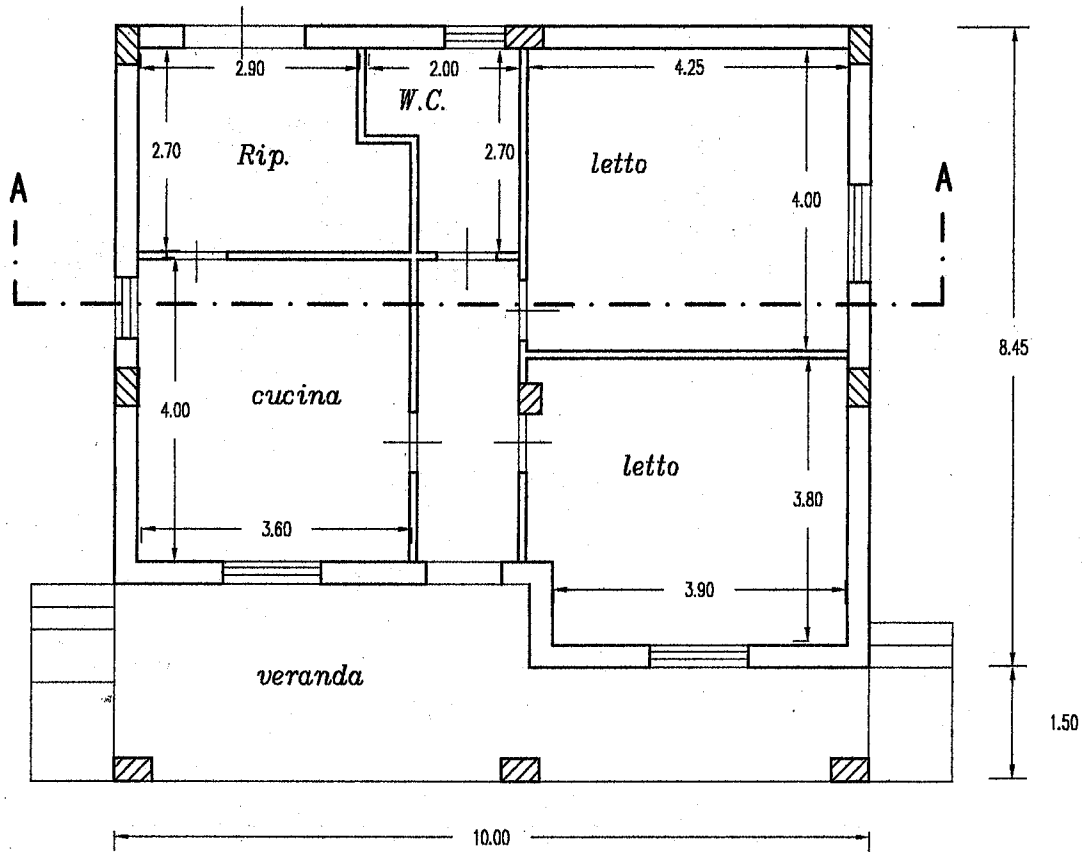 2.90
2.00
4.25
W.C.
2.70
Rip.
2.70
letto
A
A
4.00
8.45
cucina
4.00
letto
3.80
3.60
3.90
veranda
1.50
10.00